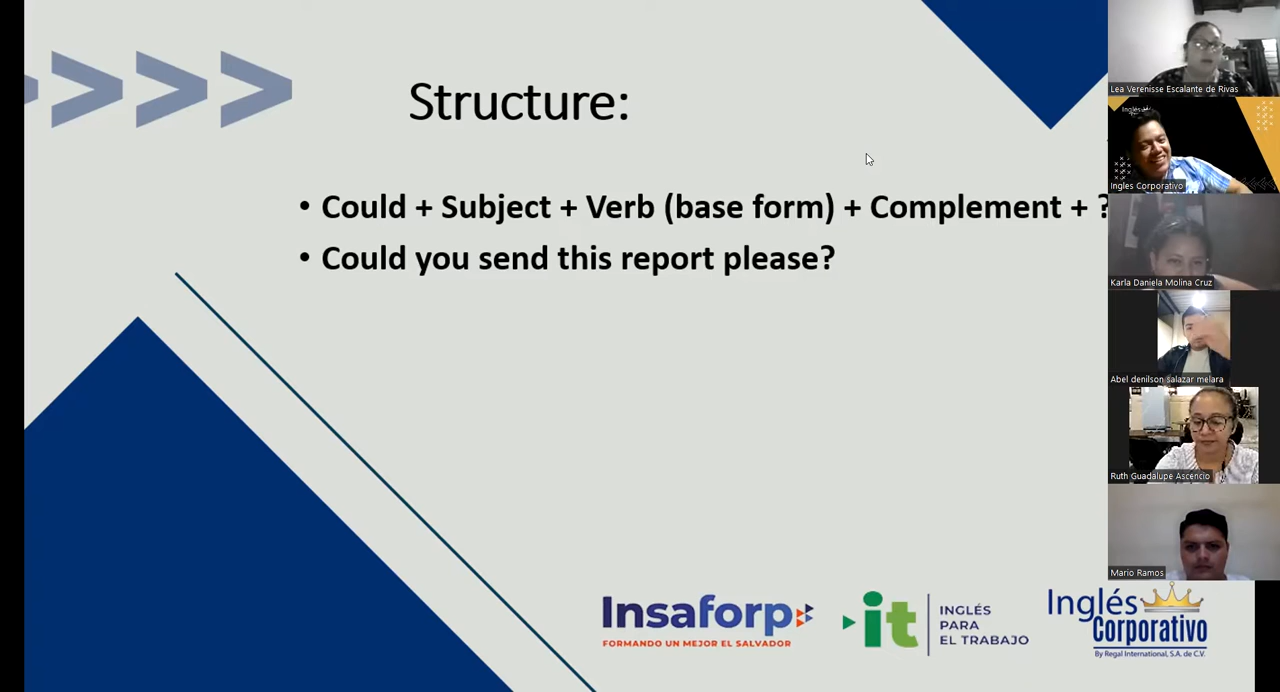 Structure:
• Could + Subject + Verb (base form) + Complement + ?
• Could you send this report please?
Insaforp
FORMANDO UN MEJOR EL SALVADOR
it
INGLÉS
PARA
EL TRABAJO
Inglés
Corporativo
By Regal International, S.A. de C.V.
Lea Verenisse Escalante de Rivas
Inglés
Ingles Corporativo
Karla Daniela Molina Cruz
Abel denilson salazar melara
Ruth Guadalupe Ascencio
Mario Ramos